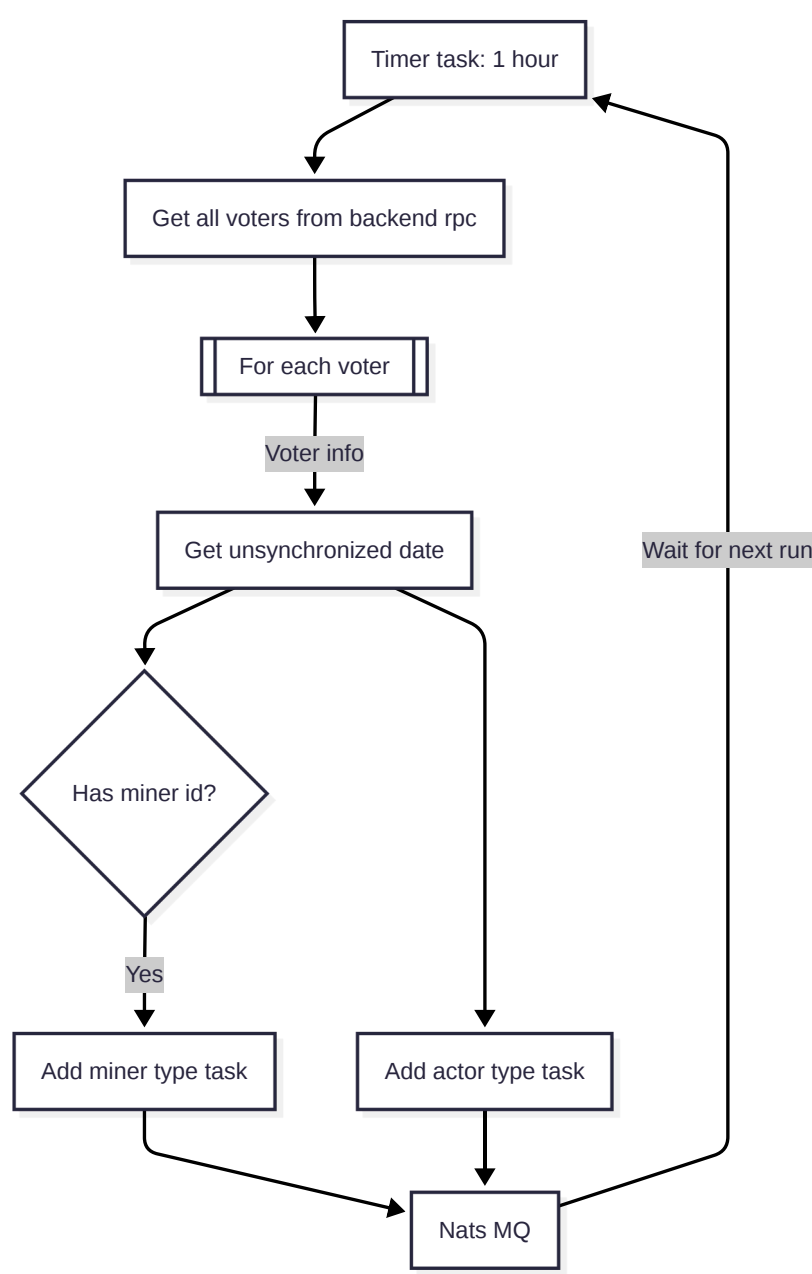 Timer task: 1 hour
Get all voters from backend rpc
For each voter
Voter info
Get unsynchronized date
Wait for next run
Has miner id?
Yes
Add miner type task
Add actor type task
Nats MQ